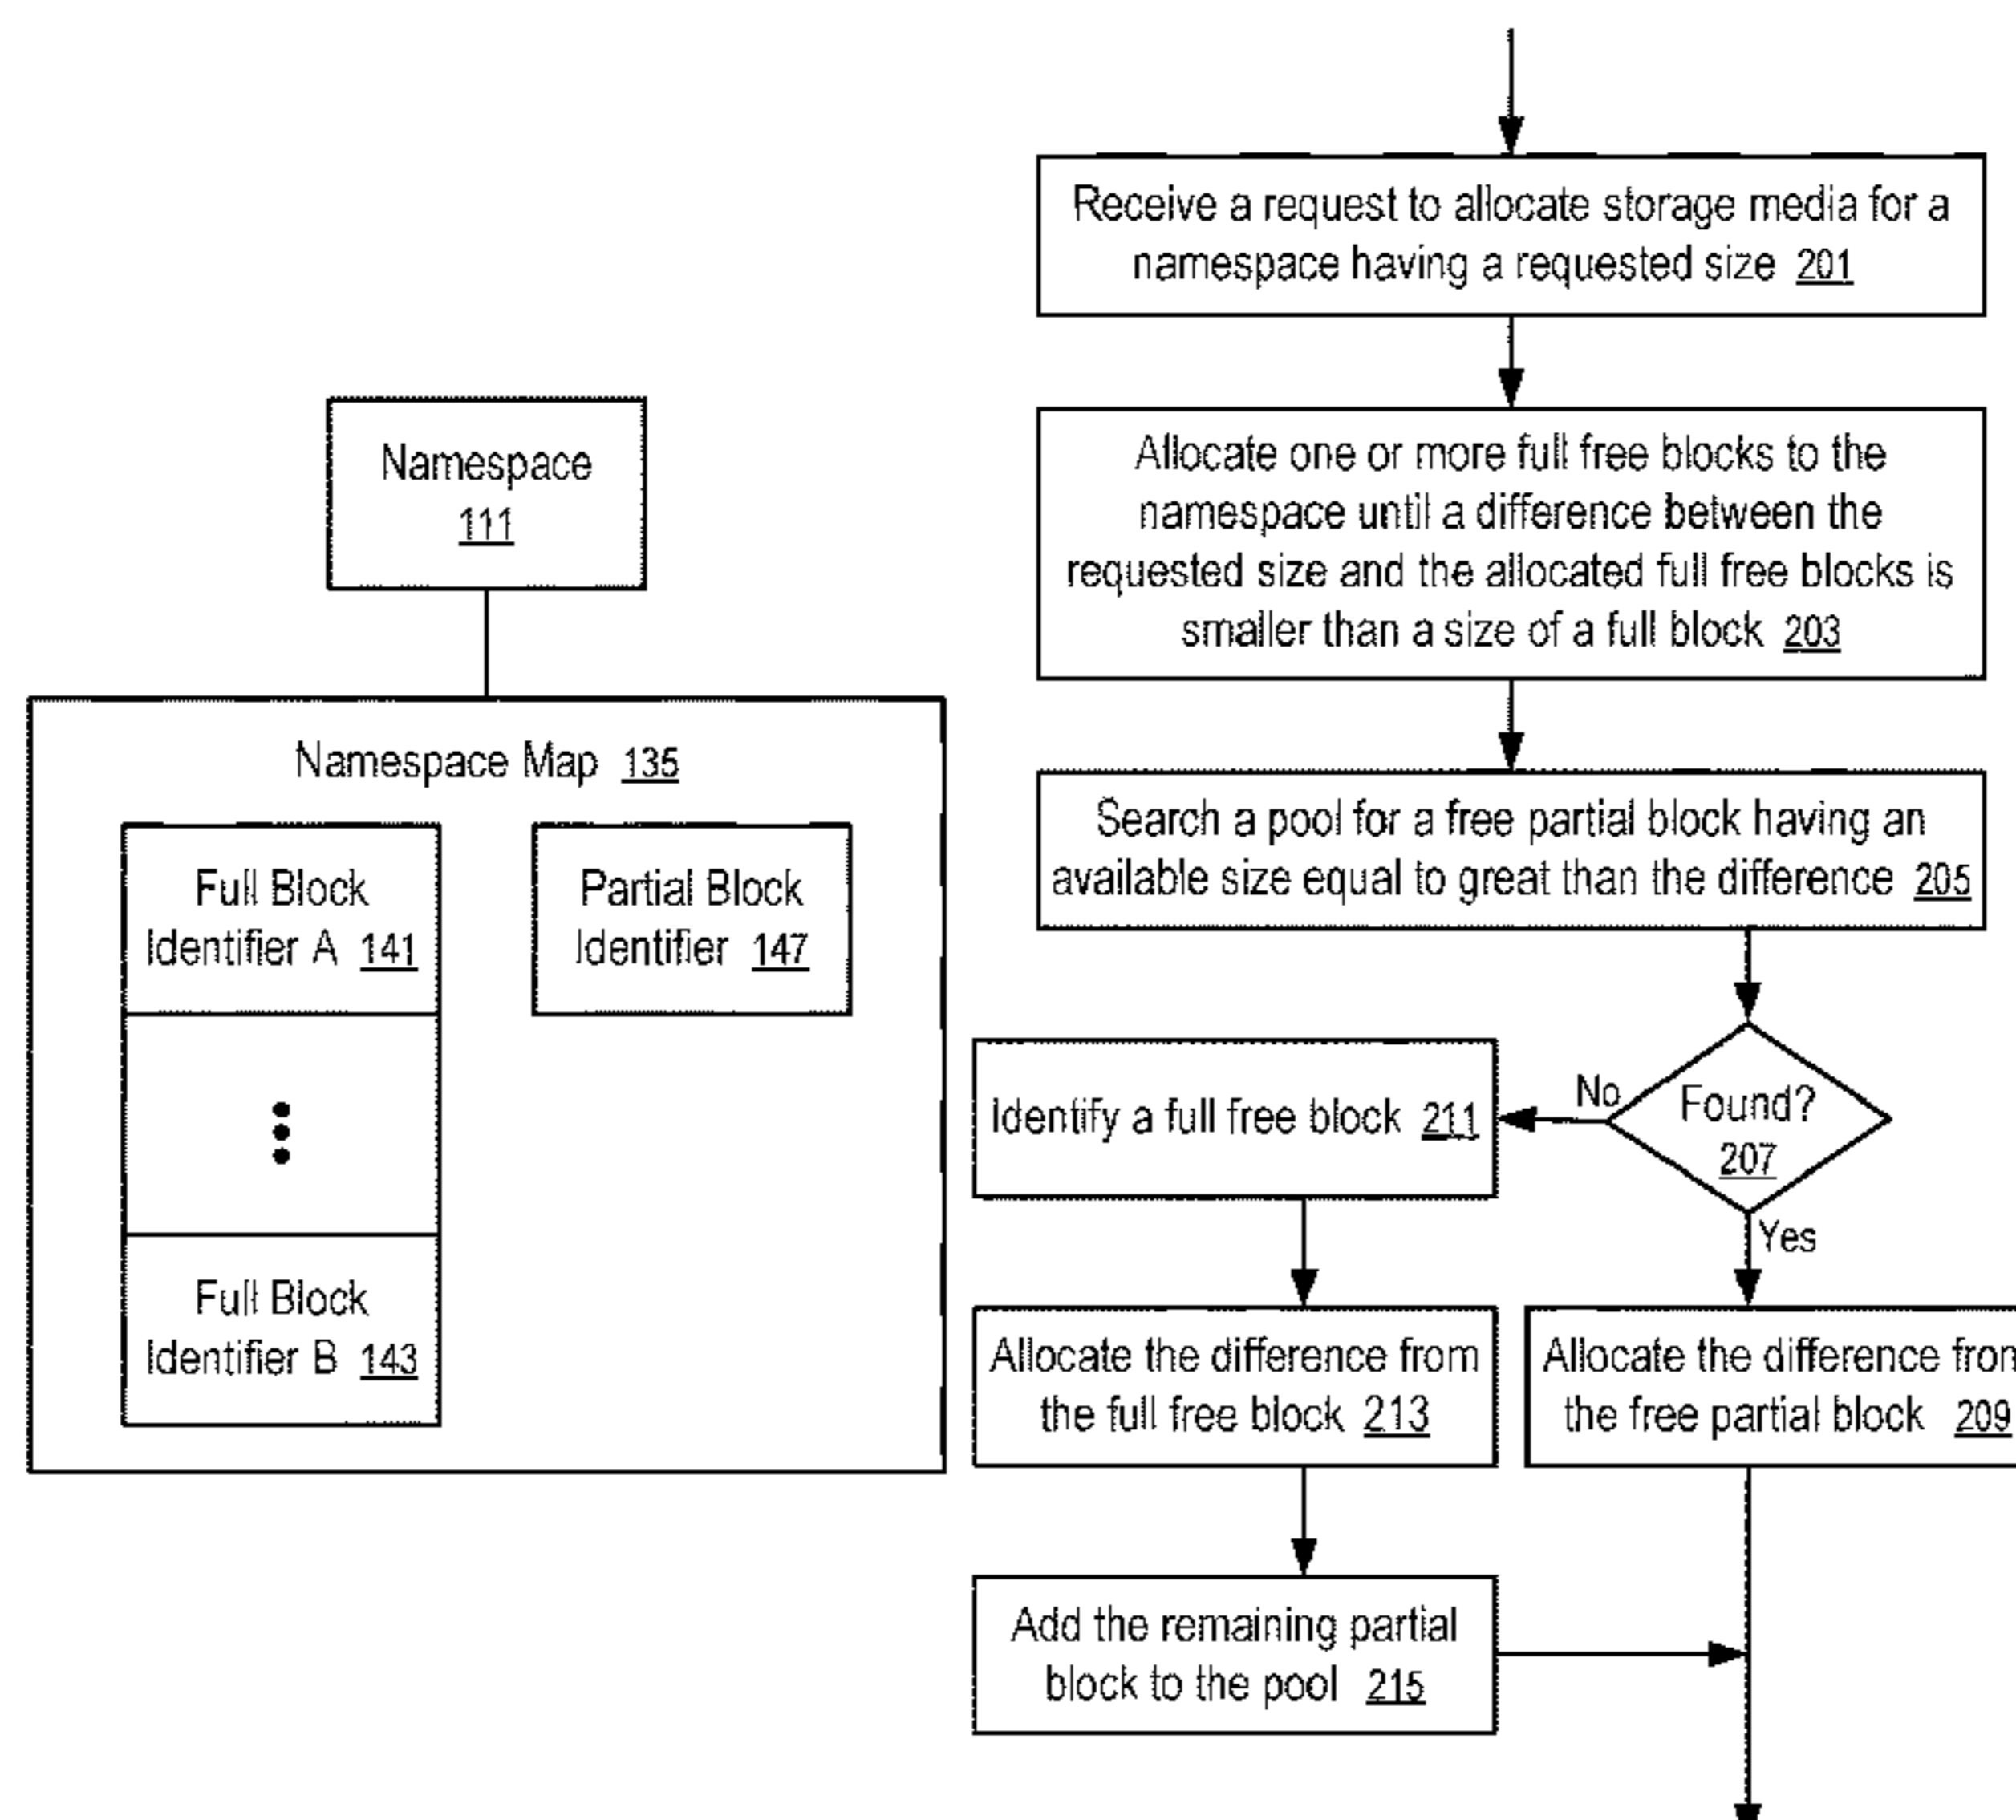 Namespace
111
Namespace Map 135
Full Block
Identifier A 141
Partial Block
Identifier 147
Full Block
Identifier B 143
Receive a request to allocate storage media for a
namespace having a requested size 201
Allocate one or more full free blocks to the
namespace until a difference between the
requested size and the allocated full free blocks is
smaller than a size of a full block 203
Search a pool for a free partial block having an
available size equal to great than the difference 205
Found?
207
No
Yes
Identify a full free block 211
Allocate the difference from
the full free block 213
Add the remaining partial
block to the pool 215
Allocate the difference from
the free partial block 209